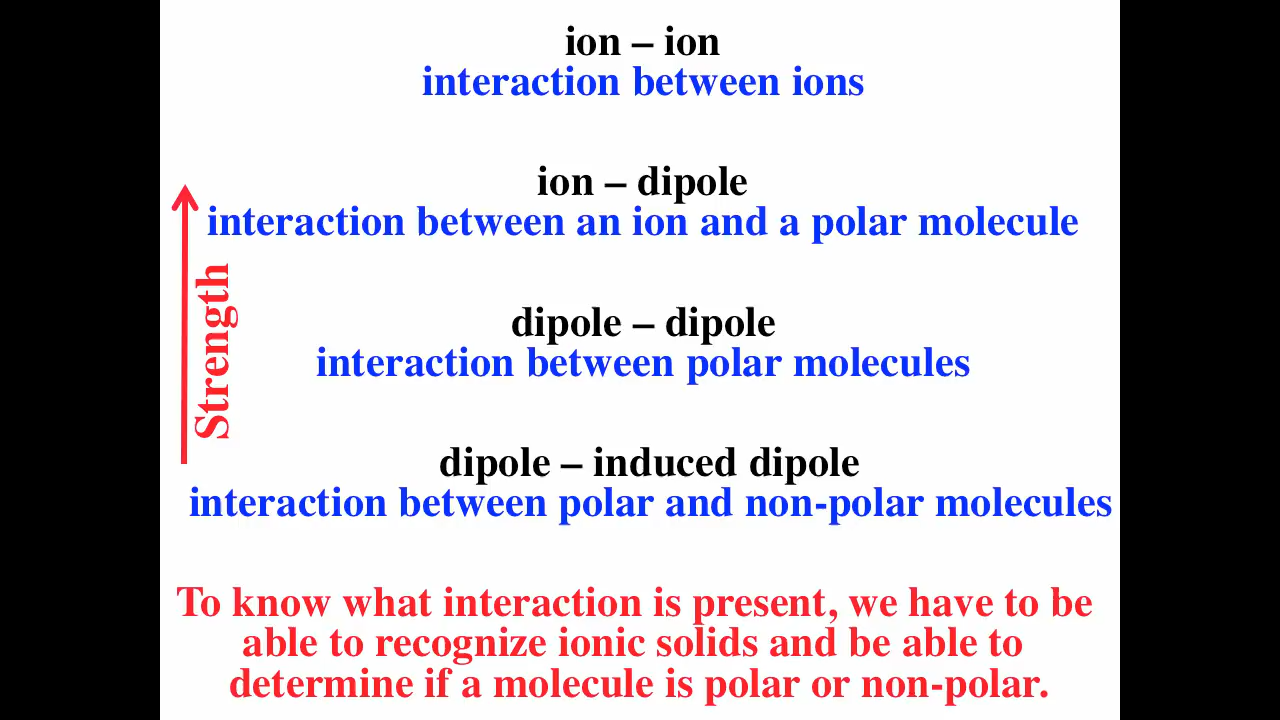 ion – ion
interaction between ions
ion – dipole
interaction between an ion and a polar molecule
Strength
dipole – dipole
interaction between polar molecules
dipole – induced dipole
interaction between polar and non-polar molecules
To know what interaction is present, we have to be
able to recognize ionic solids and be able to
determine if a molecule is polar or non-polar.